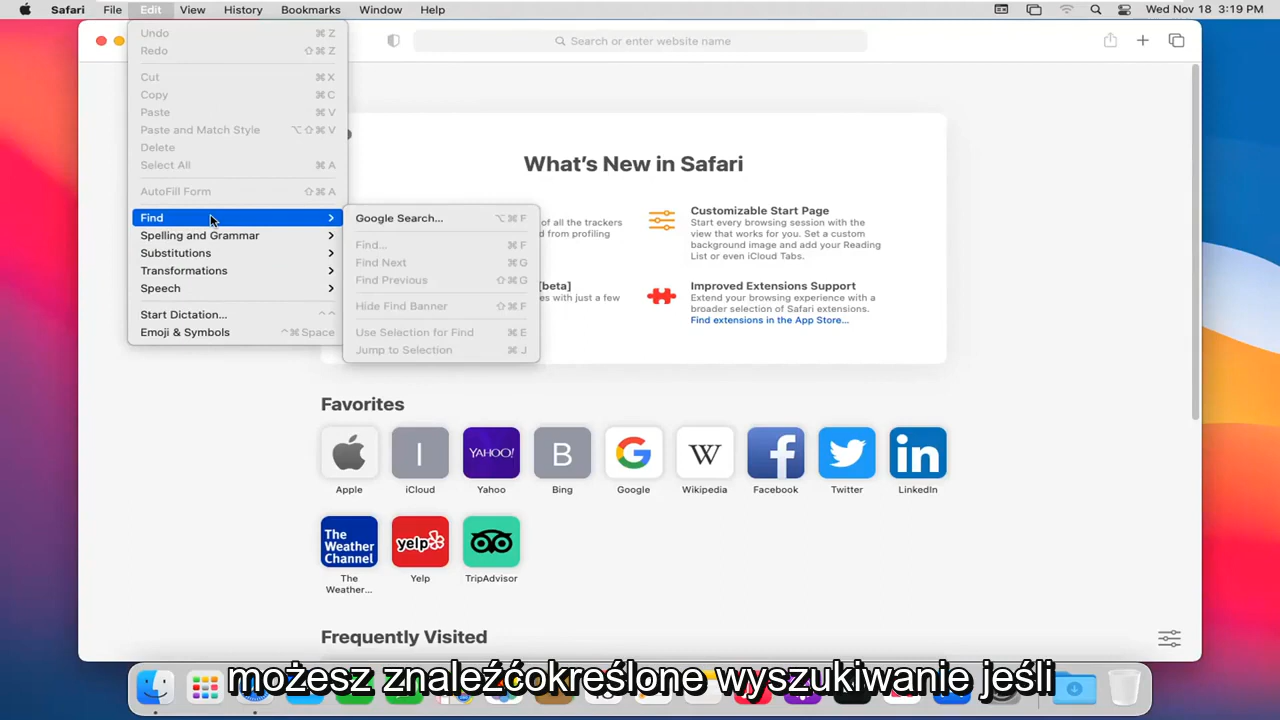 Safari File Edit View History Bookmarks Window Help Wed Nov 18 3:19 PM
Undo ⌘ Z
Redo ⇧⌘ Z
Cut ⌘ X
Copy ⌘ C
Paste ⌘ V
Paste and Match Style ⌥⇧⌘ V
Delete
Select All ⌘ A
AutoFill Form ⇧⌘ A
Find
Spelling and Grammar
Substitutions
Transformations
Speech
Start Dictation...
Emoji & Symbols ^⌘Space
Google Search... ⌥⌘ F
Find... ⌘ F
Find Next ⌘ G
Find Previous ⇧⌘ G
Hide Find Banner ⇧⌘ F
Use Selection for Find ⌘ E
Jump to Selection ⌘ J
Search or enter website name
What's New in Safari
of all the trackers
d from profiling
Customizable Start Page
Start every browsing session with the
view that works for you. Set a custom
background image and add your Reading
List or even iCloud Tabs.
[beta]
es with just a few
Improved Extensions Support
Extend your browsing experience with a
broader selection of Safari extensions.
Find extensions in the App Store...
Favorites
I YAHOO! B G W f in
Apple iCloud Yahoo Bing Google Wikipedia Facebook Twitter LinkedIn
The
Weather
Channel
yelp
The
Weather...
Yelp
TripAdvisor
Frequently Visited
możesz znaleźćokreślone wyszukiwanie jeśli